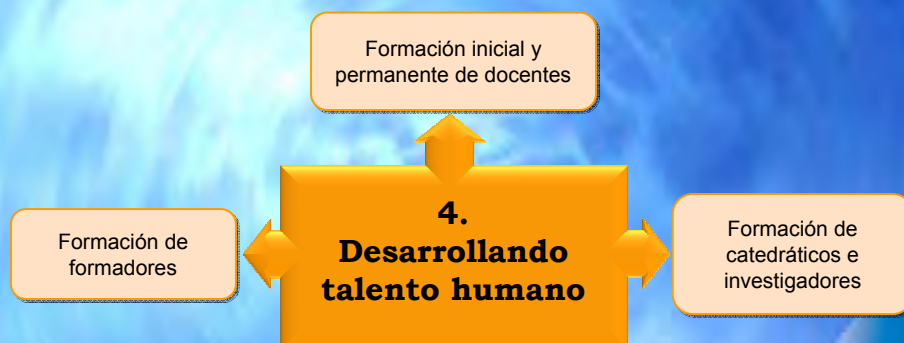 Formación inicial y
permanente de docentes
4.
Desarrollando
talento humano
Formación de
formadores
Formación de
catedráticos e
investigadores